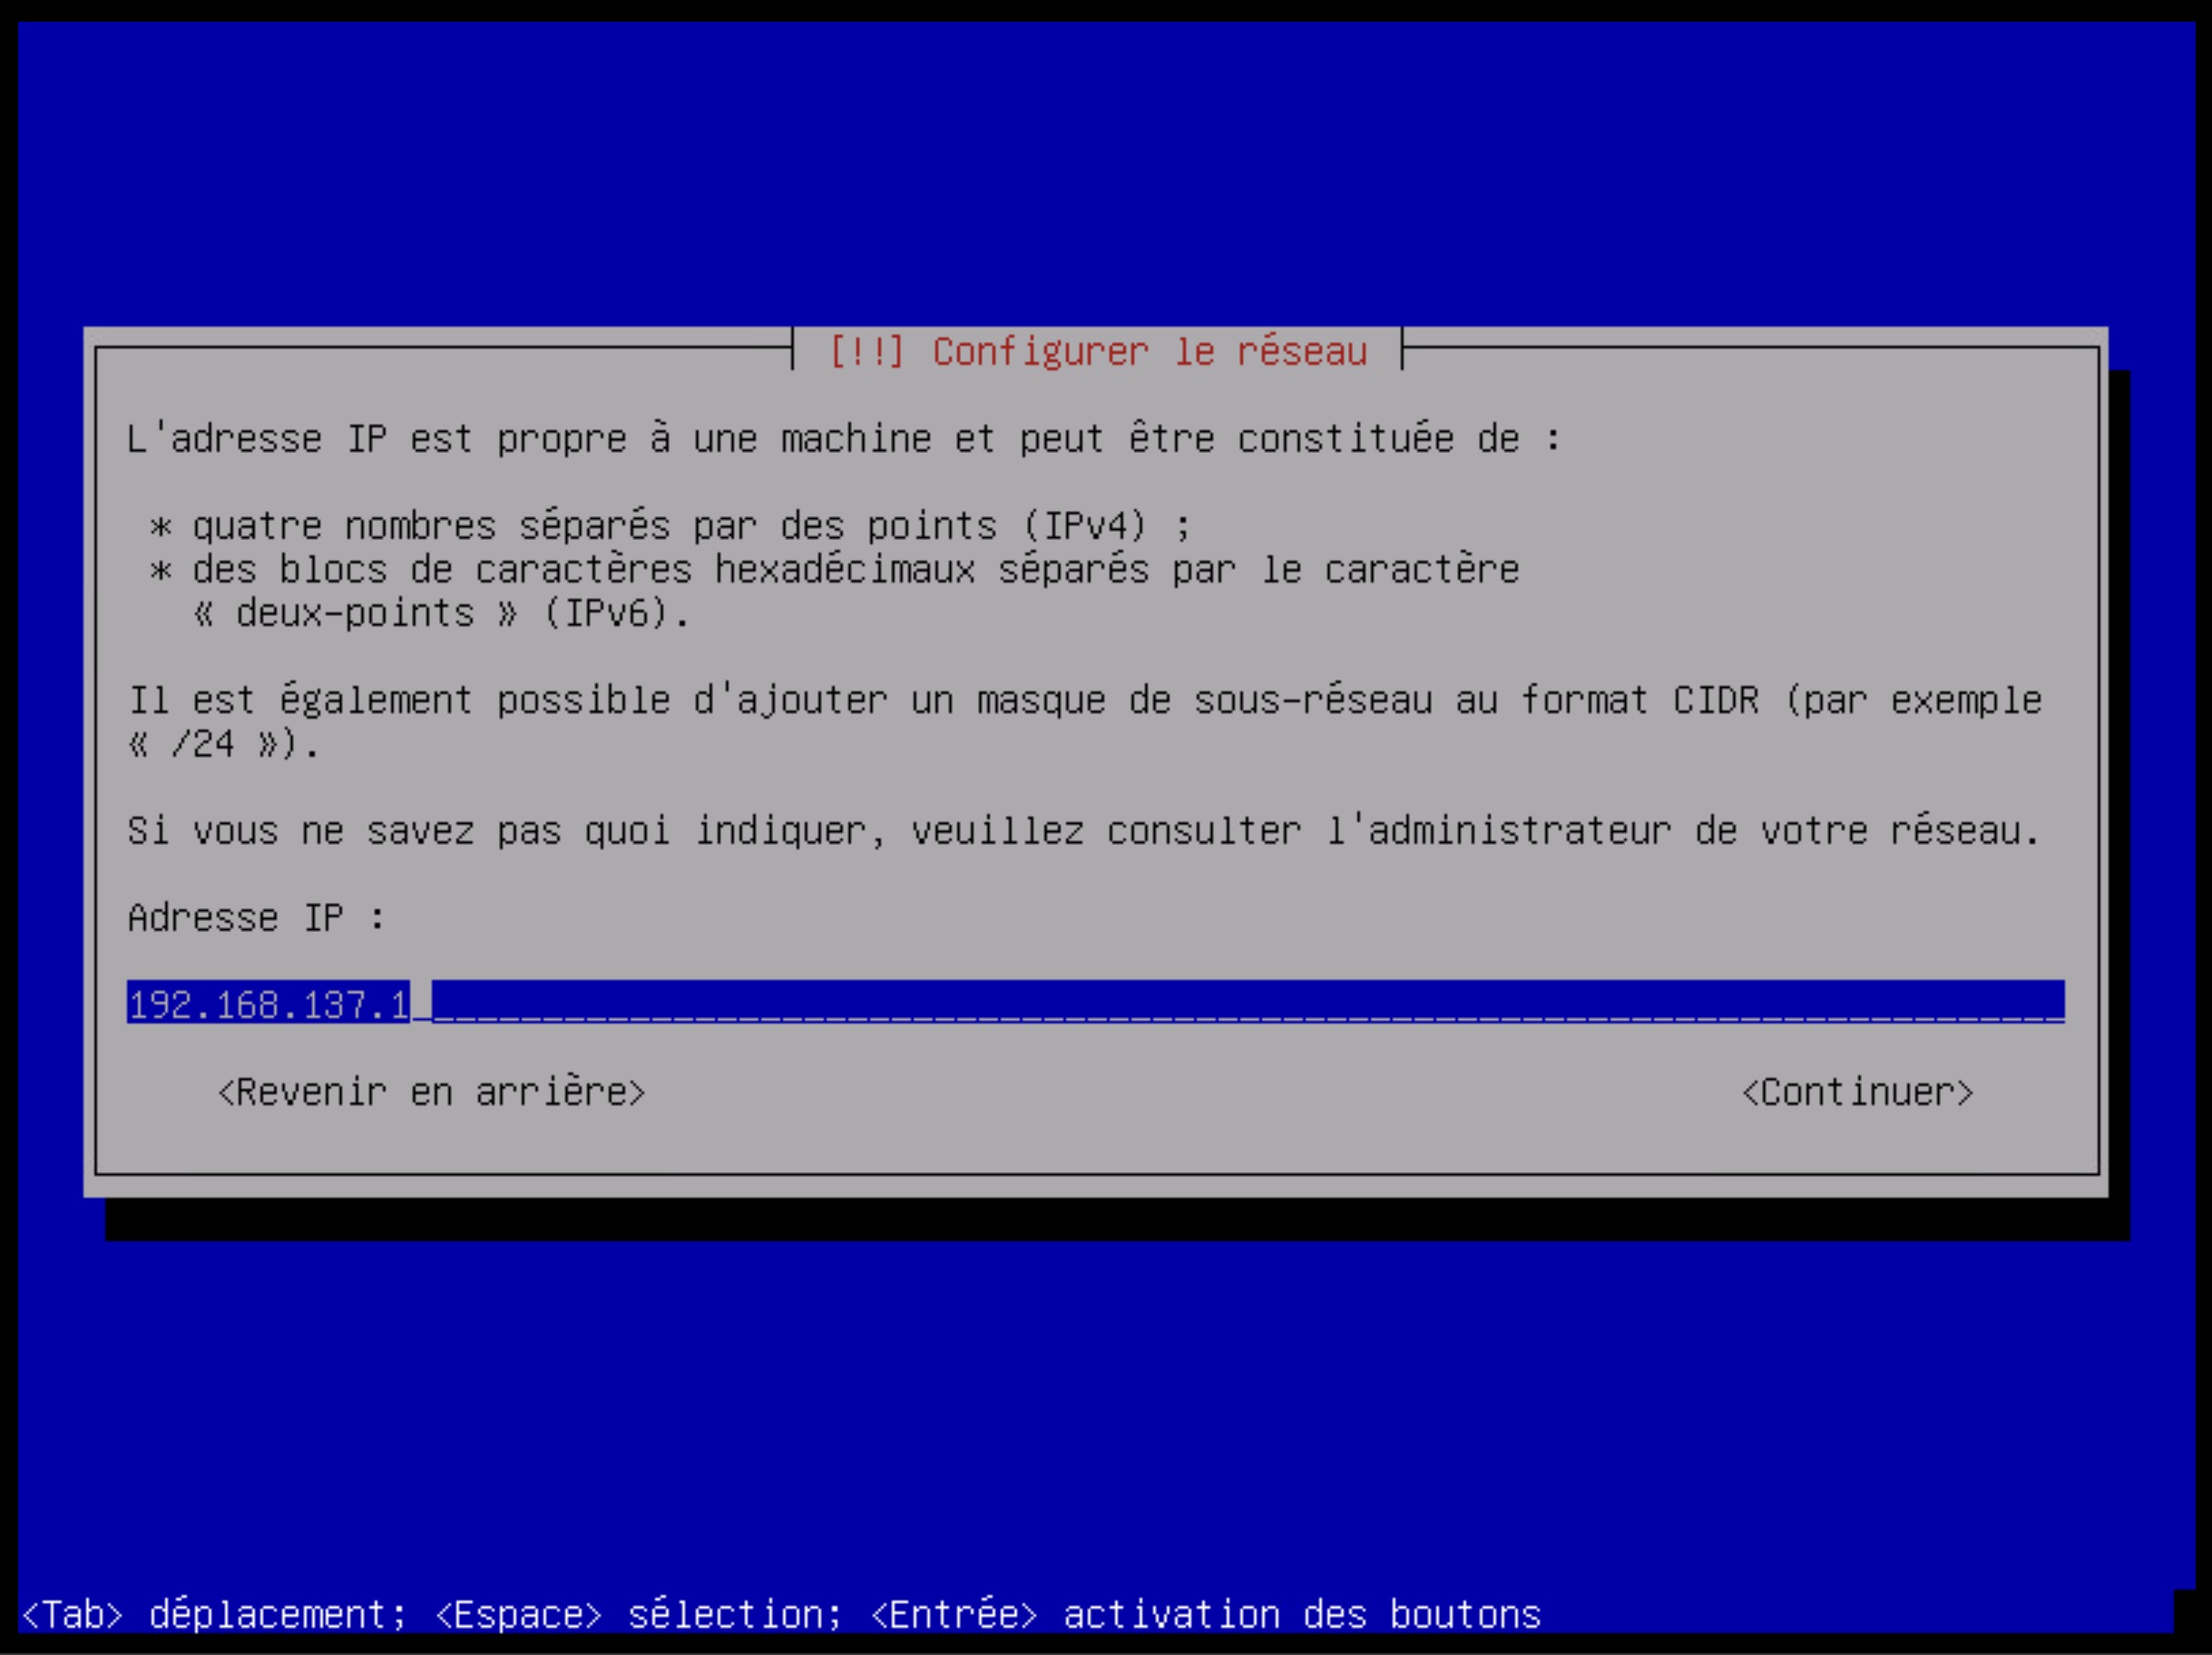 [!!] Configurer le réseau
L'adresse IP est propre à une machine et peut être constituée de :
* quatre nombres séparés par des points (IPv4) ;
* des blocs de caractères hexadécimaux séparés par le caractère
« deux-points » (IPv6).
Il est également possible d'ajouter un masque de sous-réseau au format CIDR (par exemple
« /24 »).
Si vous ne savez pas quoi indiquer, veuillez consulter l'administrateur de votre réseau.
Adresse IP :
192.168.137.1
<Revenir en arrière> <Continuer>
<Tab> déplacement; <Espace> sélection; <Entrée> activation des boutons